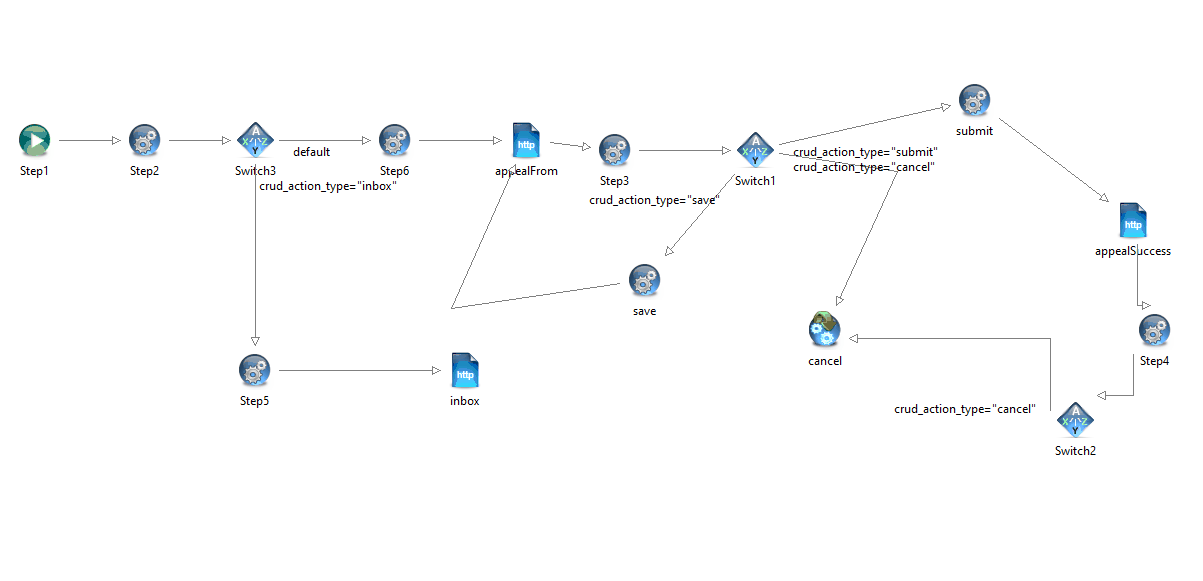 submit
default
crud_action_type="submit"
crud_action_type="cancel"
Step1
Step2
Switch3
Step6
http
appealFrom
Step3
Switch1
crud_action_type="inbox"
crud_action_type="save"
http
appealSuccess
save
cancel
Step4
http
Step5
inbox
crud_action_type="cancel"
Switch2
A
X
Z
Y
A
X
Z
Y
A
X
Z
Y